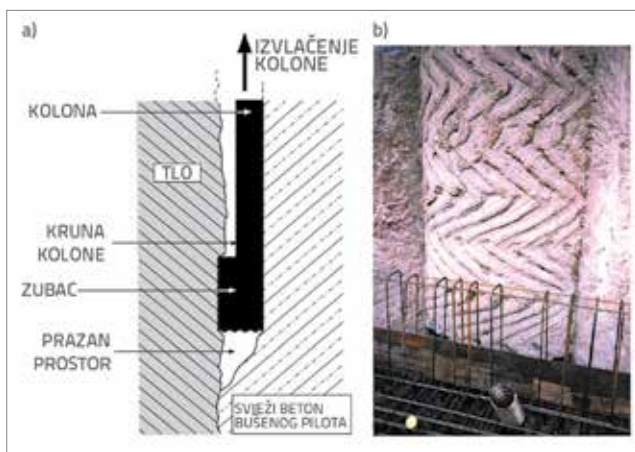 a)
IZVLAČENJE
KOLONE
KOLONA
TLO
KRUNA
KOLONE
ZUBAC
PRAZAN
PROSTOR
SVJEŽI BETON
BUŠENOG PILOTA
b)